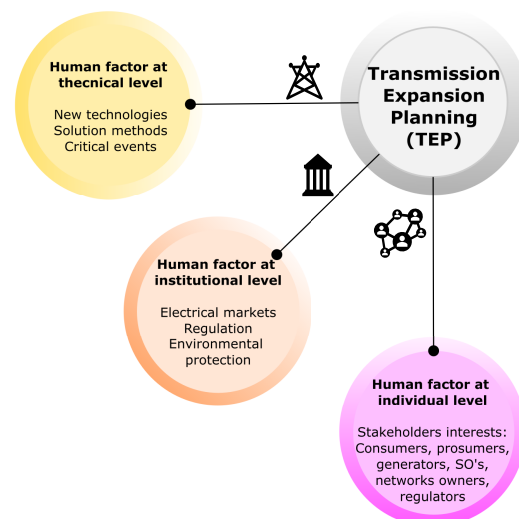 Human factor at
thecnical level
New technologies
Solution methods
Critical events
Transmission
Expansion
Planning
(TEP)
Human factor at
institutional level
Electrical markets
Regulation
Environmental
protection
Human factor at
individual level
Stakeholders interests:
Consumers, prosumers,
generators, SO's,
networks owners,
regulators